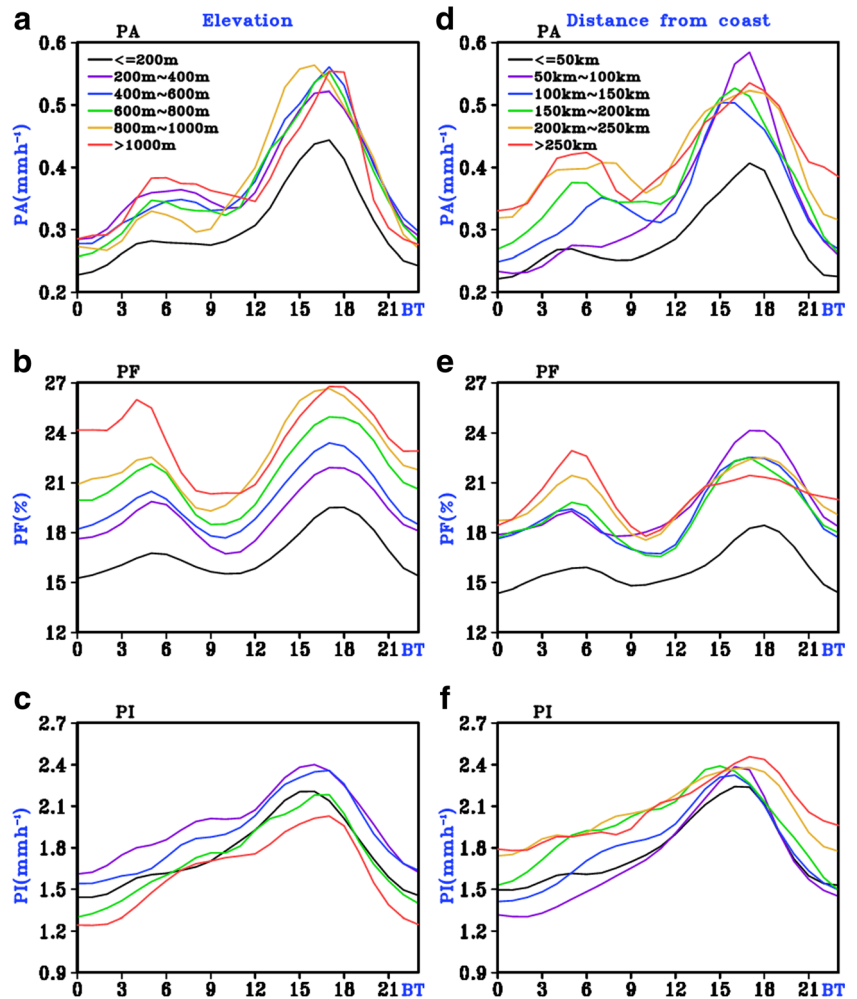 a Elevation
PA
0.6
0.5
0.4
0.3
0.2
PA(mmh⁻¹)
<=200m
200m~400m
400m~600m
600m~800m
800m~1000m
>1000m
0 3 6 9 12 15 18 21 BT
d Distance from coast
PA
0.6
0.5
0.4
0.3
0.2
PA(mmh⁻¹)
<=50km
50km~100km
100km~150km
150km~200km
200km~250km
>250km
0 3 6 9 12 15 18 21 BT
b PF
27
24
21
18
15
12
PF(%)
0 3 6 9 12 15 18 21 BT
e PF
27
24
21
18
15
12
PF(%)
0 3 6 9 12 15 18 21 BT
c PI
2.7
2.4
2.1
1.8
1.5
1.2
0.9
PI(mmh⁻¹)
0 3 6 9 12 15 18 21 BT
f PI
2.7
2.4
2.1
1.8
1.5
1.2
0.9
PI(mmh⁻¹)
0 3 6 9 12 15 18 21 BT